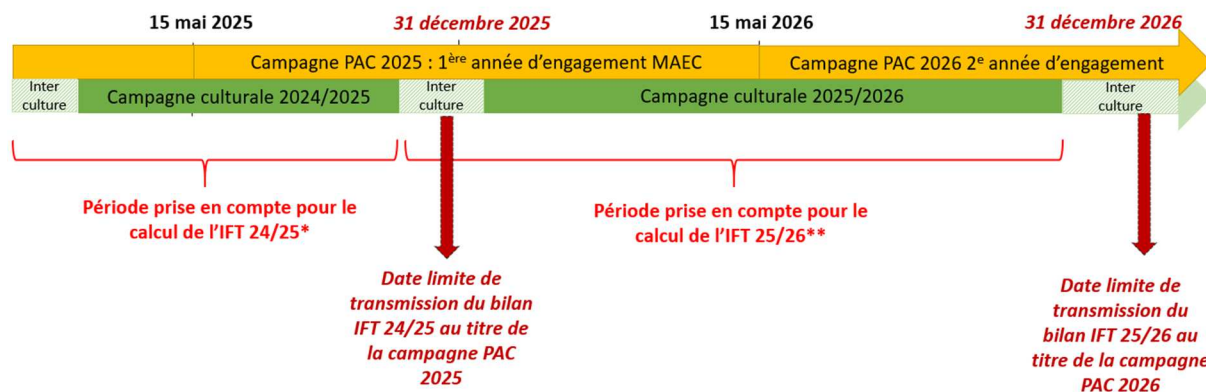 15 mai 2025
31 décembre 2025
15 mai 2026
31 décembre 2026
Campagne PAC 2025 : 1ère année d'engagement MAEC
Campagne PAC 2026 2e année d'engagement
Inter
culture
Campagne culturale 2024/2025
Inter
culture
Campagne culturale 2025/2026
Inter
culture
Période prise en compte pour le
calcul de l'IFT 24/25*
Période prise en compte pour le
calcul de l'IFT 25/26**
Date limite de
transmission du bilan
IFT 24/25 au titre de
la campagne PAC
2025
Date limite de
transmission du
bilan IFT 25/26 au
titre de la campagne
PAC 2026